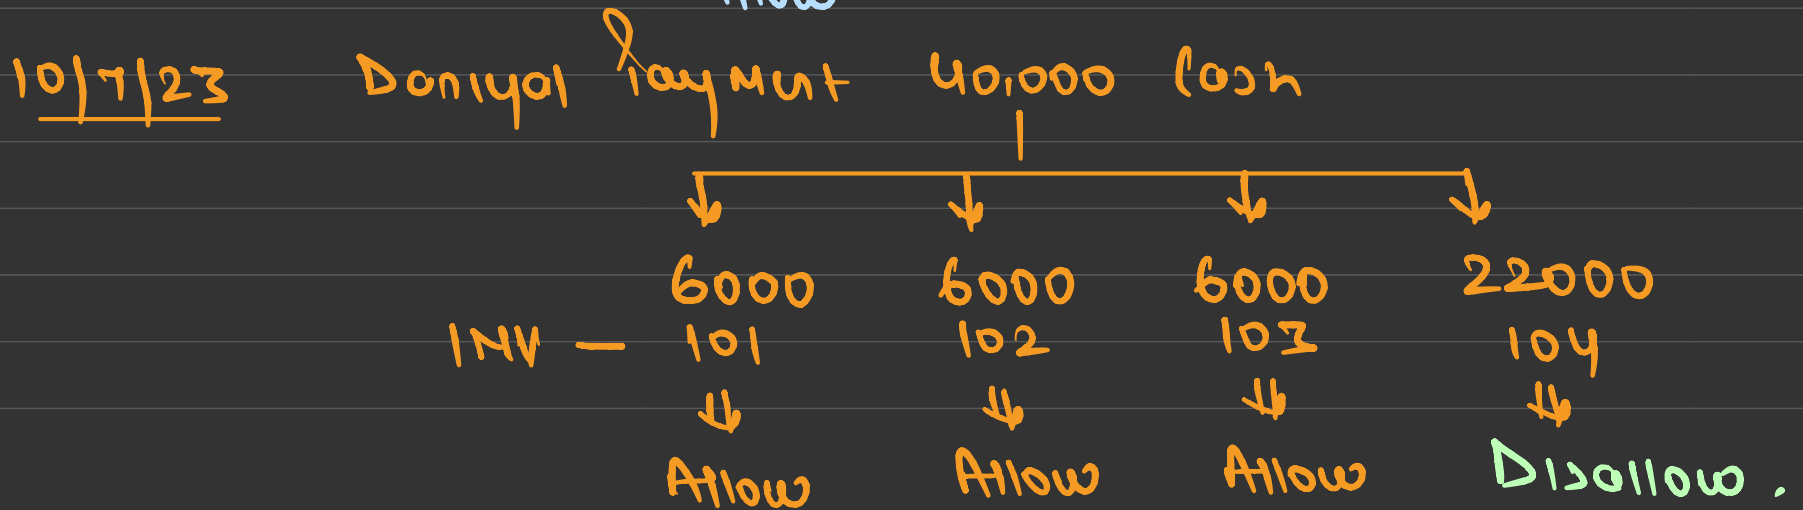 10/7/23 Daniyal Payment 40,000 Cash
6000 6000 6000 22000
INV — 101 102 103 104
Allow Allow Allow Disallow.